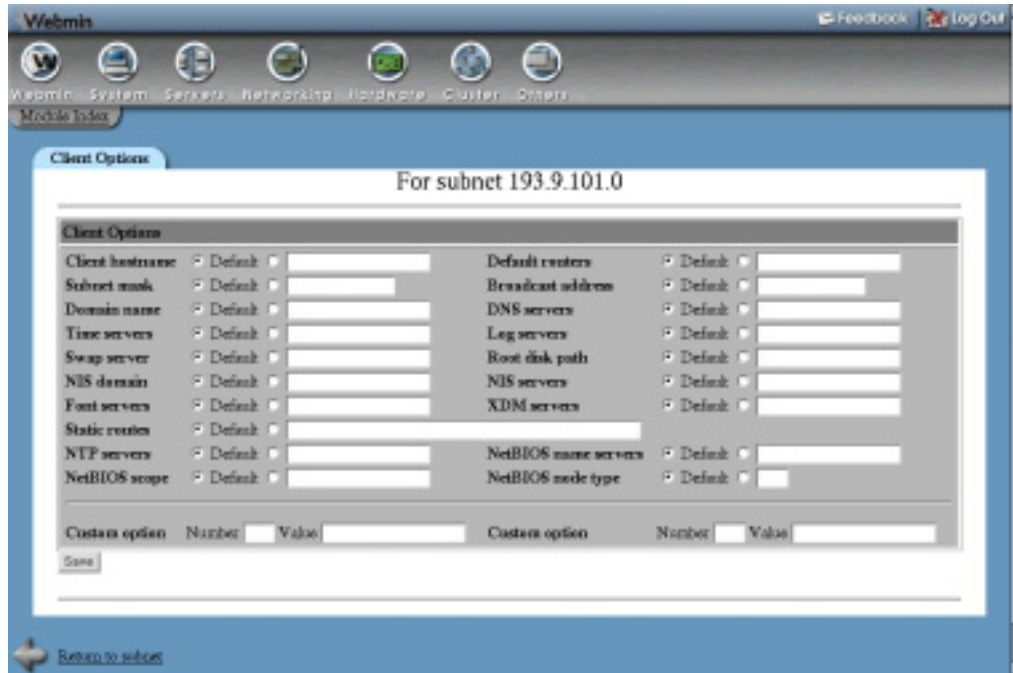 Webmin
Feedback Log Out
Webmin System Servers Networking Hardware Cluster Others
Module Index
Client Options
For subnet 193.9.101.0
Client Options
Client hostname Default Default routers Default
Subnet mask Default Broadcast address Default
Domain name Default DNS servers Default
Time servers Default Log servers Default
Swap server Default Root disk path Default
NIS domain Default NIS servers Default
Font servers Default XDM servers Default
Static routes Default
NTP servers Default NetBIOS name servers Default
NetBIOS scope Default NetBIOS node type Default
Custom option Number Value Custom option Number Value
Save
Return to subnet